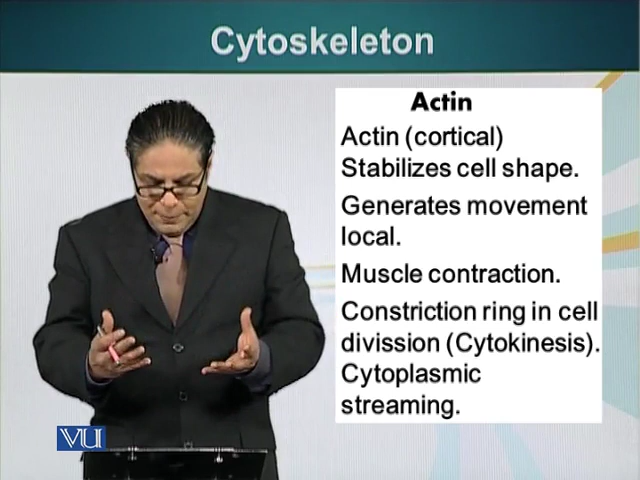 Cytoskeleton
Actin
Actin (cortical)
Stabilizes cell shape.
Generates movement
local.
Muscle contraction.
Constriction ring in cell
divission (Cytokinesis).
Cytoplasmic
streaming.
VU